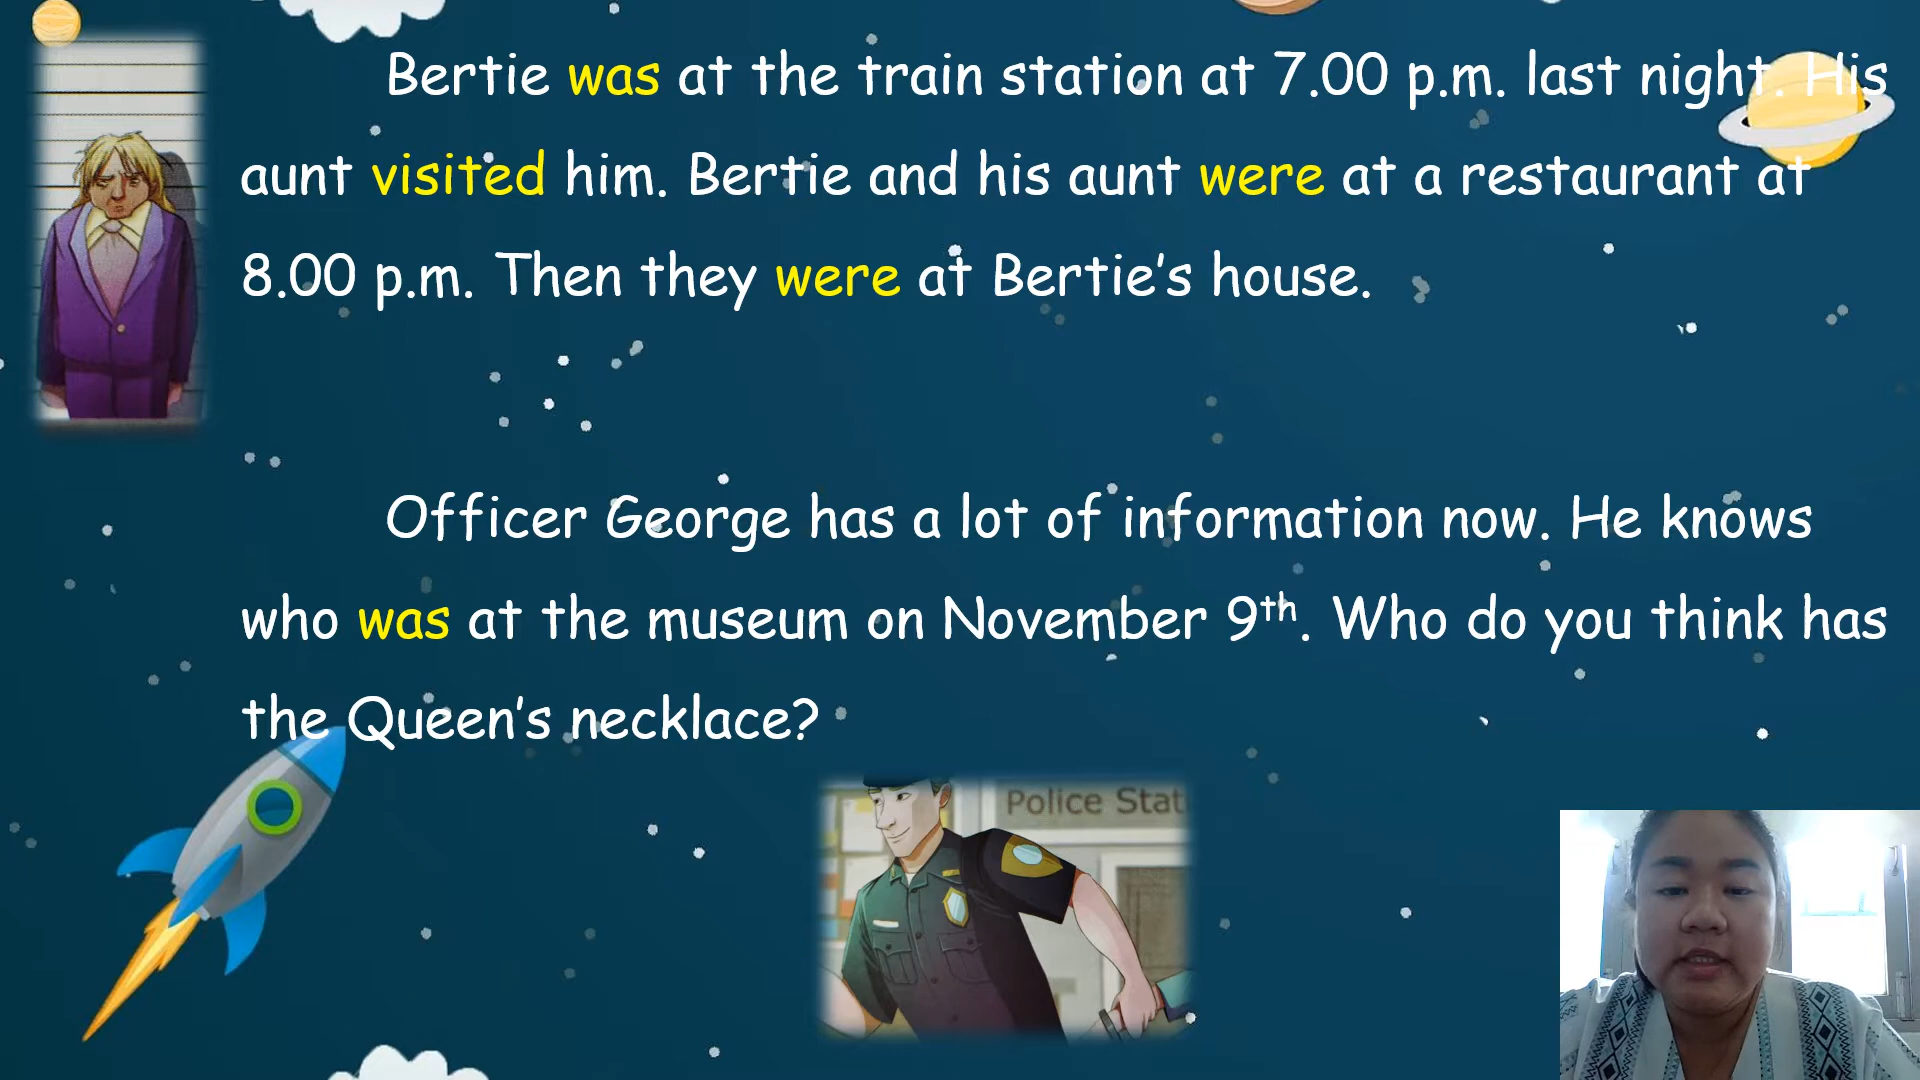 Bertie was at the train station at 7.00 p.m. last night. His
aunt visited him. Bertie and his aunt were at a restaurant at
8.00 p.m. Then they were at Bertie's house.
Officer George has a lot of information now. He knows
who was at the museum on November 9th. Who do you think has
the Queen's necklace?
Police Stat